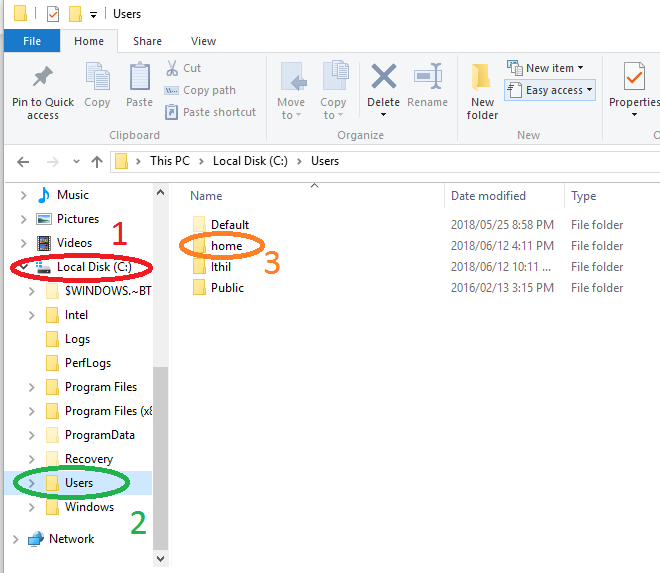 Users
File Home Share View
Pin to Quick access
Copy
Paste
Cut
Copy path
Paste shortcut
Clipboard
Move to
Copy to
Delete
Rename
Organize
New folder
New item
Easy access
New
Properties
This PC > Local Disk (C:) > Users
Name Date modified Type
Music
Pictures
Videos
1
Local Disk (C:)
$WINDOWS.~BT
Intel
Logs
PerfLogs
Program Files
Program Files (x8
ProgramData
Recovery
Users
Windows
2
Network
Default 2018/05/25 8:58 PM File folder
home 2018/06/12 4:11 PM File folder
3
lthil 2018/06/12 10:11 ... File folder
Public 2016/02/13 3:15 PM File folder